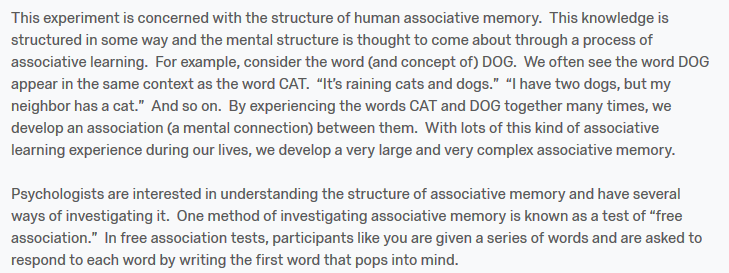 This experiment is concerned with the structure of human associative memory.  This knowledge is
structured in some way and the mental structure is thought to come about through a process of
associative learning.  For example, consider the word (and concept of) DOG.  We often see the word DOG
appear in the same context as the word CAT.  “It’s raining cats and dogs.”  “I have two dogs, but my
neighbor has a cat.”  And so on.  By experiencing the words CAT and DOG together many times, we
develop an association (a mental connection) between them.  With lots of this kind of associative
learning experience during our lives, we develop a very large and very complex associative memory.

Psychologists are interested in understanding the structure of associative memory and have several
ways of investigating it.  One method of investigating associative memory is known as a test of “free
association.”  In free association tests, participants like you are given a series of words and are asked to
respond to each word by writing the first word that pops into mind.